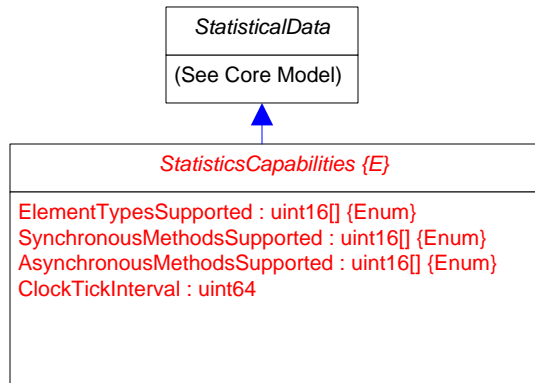 StatisticalData
(See Core Model)
StatisticsCapabilities {E}
ElementTypesSupported : uint16[] {Enum}
SynchronousMethodsSupported : uint16[] {Enum}
AsynchronousMethodsSupported : uint16[] {Enum}
ClockTickInterval : uint64